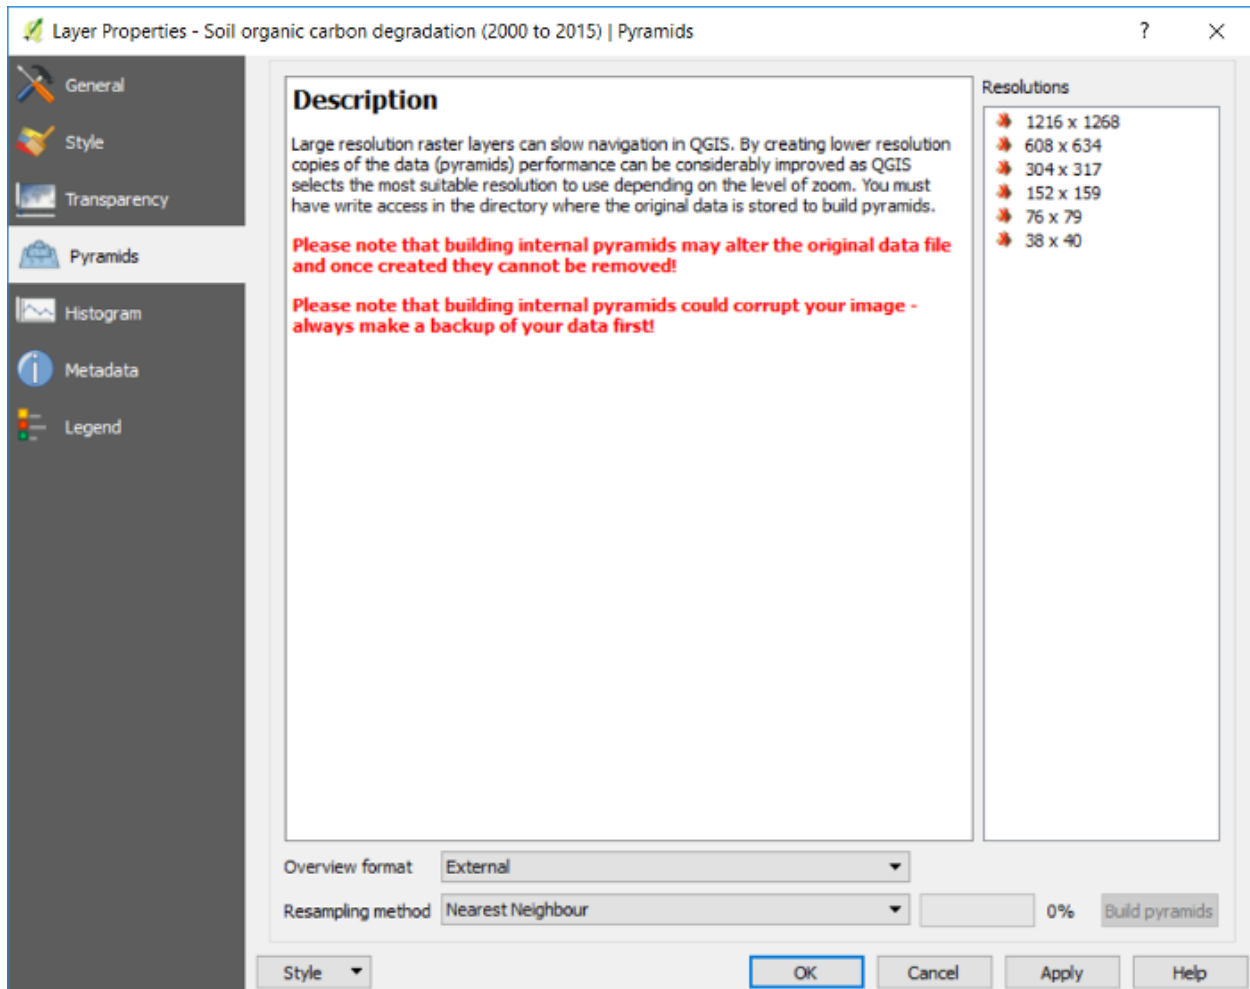 Layer Properties - Soil organic carbon degradation (2000 to 2015) | Pyramids
?
General
Style
Transparency
Pyramids
Histogram
Metadata
Legend
Description
Large resolution raster layers can slow navigation in QGIS. By creating lower resolution
copies of the data (pyramids) performance can be considerably improved as QGIS
selects the most suitable resolution to use depending on the level of zoom. You must
have write access in the directory where the original data is stored to build pyramids.
Please note that building internal pyramids may alter the original data file
and once created they cannot be removed!
Please note that building internal pyramids could corrupt your image -
always make a backup of your data first!
Resolutions
1216 x 1268
608 x 634
304 x 317
152 x 159
76 x 79
38 x 40
Overview format External
Resampling method Nearest Neighbour 0% Build pyramids
Style OK Cancel Apply Help